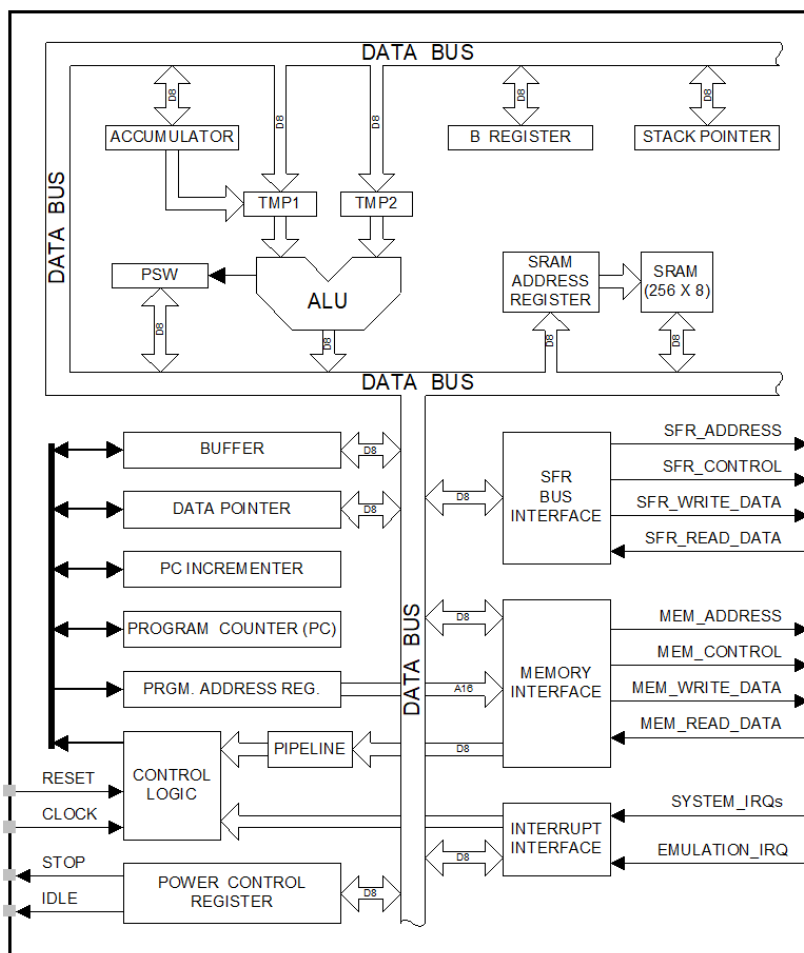 DATA BUS
D8
D8
D8
D8
D8
ACCUMULATOR
B REGISTER
STACK POINTER
DATA BUS
TMP1
TMP2
PSW
ALU
SRAM
ADDRESS
REGISTER
SRAM
(256 X 8)
D8
D8
D8
D8
DATA BUS
BUFFER
D8
DATA POINTER
D8
PC INCREMENTER
PROGRAM COUNTER (PC)
PRGM. ADDRESS REG.
A16
DATA BUS
D8
SFR
BUS
INTERFACE
SFR_ADDRESS
SFR_CONTROL
SFR_WRITE_DATA
SFR_READ_DATA
D8
MEMORY
INTERFACE
MEM_ADDRESS
MEM_CONTROL
MEM_WRITE_DATA
MEM_READ_DATA
CONTROL
LOGIC
PIPELINE
D8
RESET
CLOCK
INTERRUPT
INTERFACE
D8
SYSTEM_IRQs
EMULATION_IRQ
STOP
IDLE
POWER CONTROL
REGISTER
D8